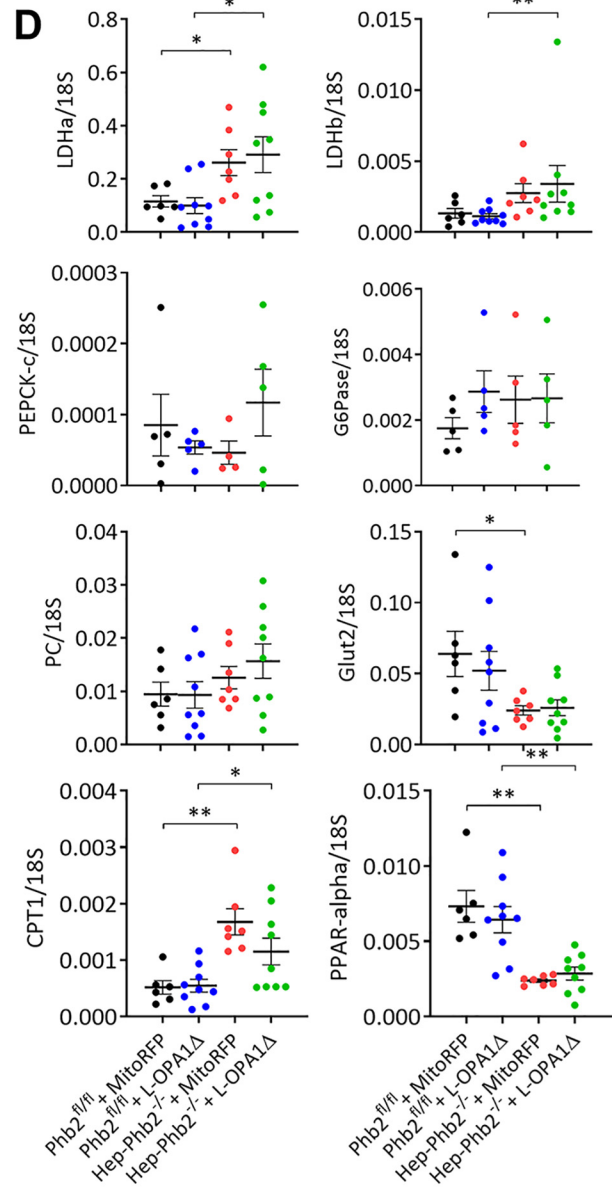 D
* **
* *
0.8 0.015
0.6 0.010
0.4 0.005
0.2 0.000
0.0
LDHa/18S LDHb/18S
0.0003 0.006
0.0002 0.004
0.0001 0.002
0.0000 0.000
PEPCK-c/18S G6Pase/18S
*
0.04 0.15
0.03 0.10
0.02 0.05
0.01 0.00
0.00
PC/18S Glut2/18S
* **
** **
0.004 0.015
0.003 0.010
0.002 0.005
0.001 0.000
0.000
CPT1/18S PPAR-alpha/18S
Phb2fl/fl + MitoRFP
Phb2fl/fl + L-OPA1Δ
Hep-Phb2-/- + MitoRFP
Hep-Phb2-/- + L-OPA1Δ
Phb2fl/fl + MitoRFP
Phb2fl/fl + L-OPA1Δ
Hep-Phb2-/- + MitoRFP
Hep-Phb2-/- + L-OPA1Δ